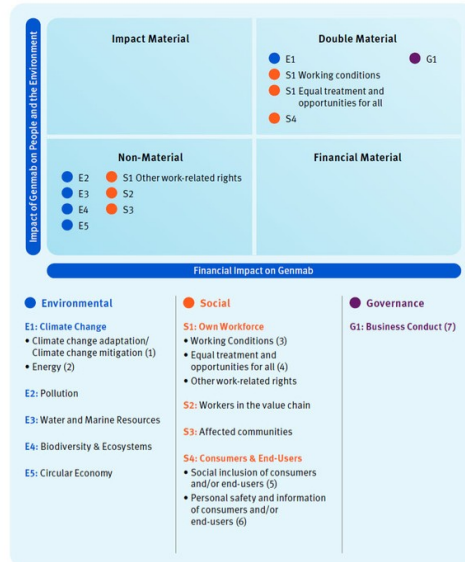 Impact of Genmab on People and the Environment
Impact Material
Double Material
E1
G1
S1 Working conditions
S1 Equal treatment and
opportunities for all
S4
Non-Material
Financial Material
E2
S1 Other work-related rights
E3
S2
E4
S3
E5
Financial Impact on Genmab
Environmental
E1: Climate Change
• Climate change adaptation/
Climate change mitigation (1)
• Energy (2)
E2: Pollution
E3: Water and Marine Resources
E4: Biodiversity & Ecosystems
E5: Circular Economy
Social
S1: Own Workforce
• Working Conditions (3)
• Equal treatment and
opportunities for all (4)
• Other work-related rights
S2: Workers in the value chain
S3: Affected communities
S4: Consumers & End-Users
• Social inclusion of consumers
and/or end-users (5)
• Personal safety and information
of consumers and/or
end-users (6)
Governance
G1: Business Conduct (7)